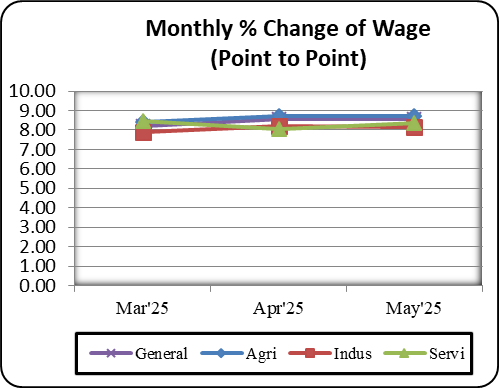 Monthly % Change of Wage
(Point to Point)
10.00
9.00
8.00
7.00
6.00
5.00
4.00
3.00
2.00
1.00
0.00
Mar'25 Apr'25 May'25
General Agri Indus Servi